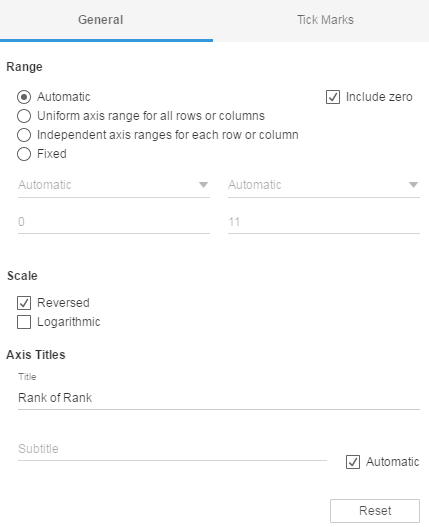 General Tick Marks
Range
Automatic Include zero
Uniform axis range for all rows or columns
Independent axis ranges for each row or column
Fixed
Automatic Automatic
0 11
Scale
Reversed
Logarithmic
Axis Titles
Title
Rank of Rank
Subtitle
Automatic
Reset